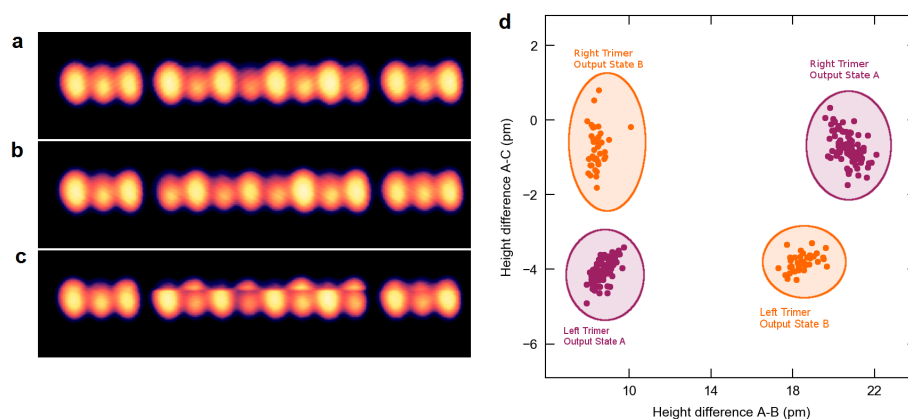 a
b
c
d
Height difference A-C (pm)
2
0
−2
−4
−6
Right Trimer
Output State B
Right Trimer
Output State A
Left Trimer
Output State A
Left Trimer
Output State B
10
14
18
22
Height difference A-B (pm)